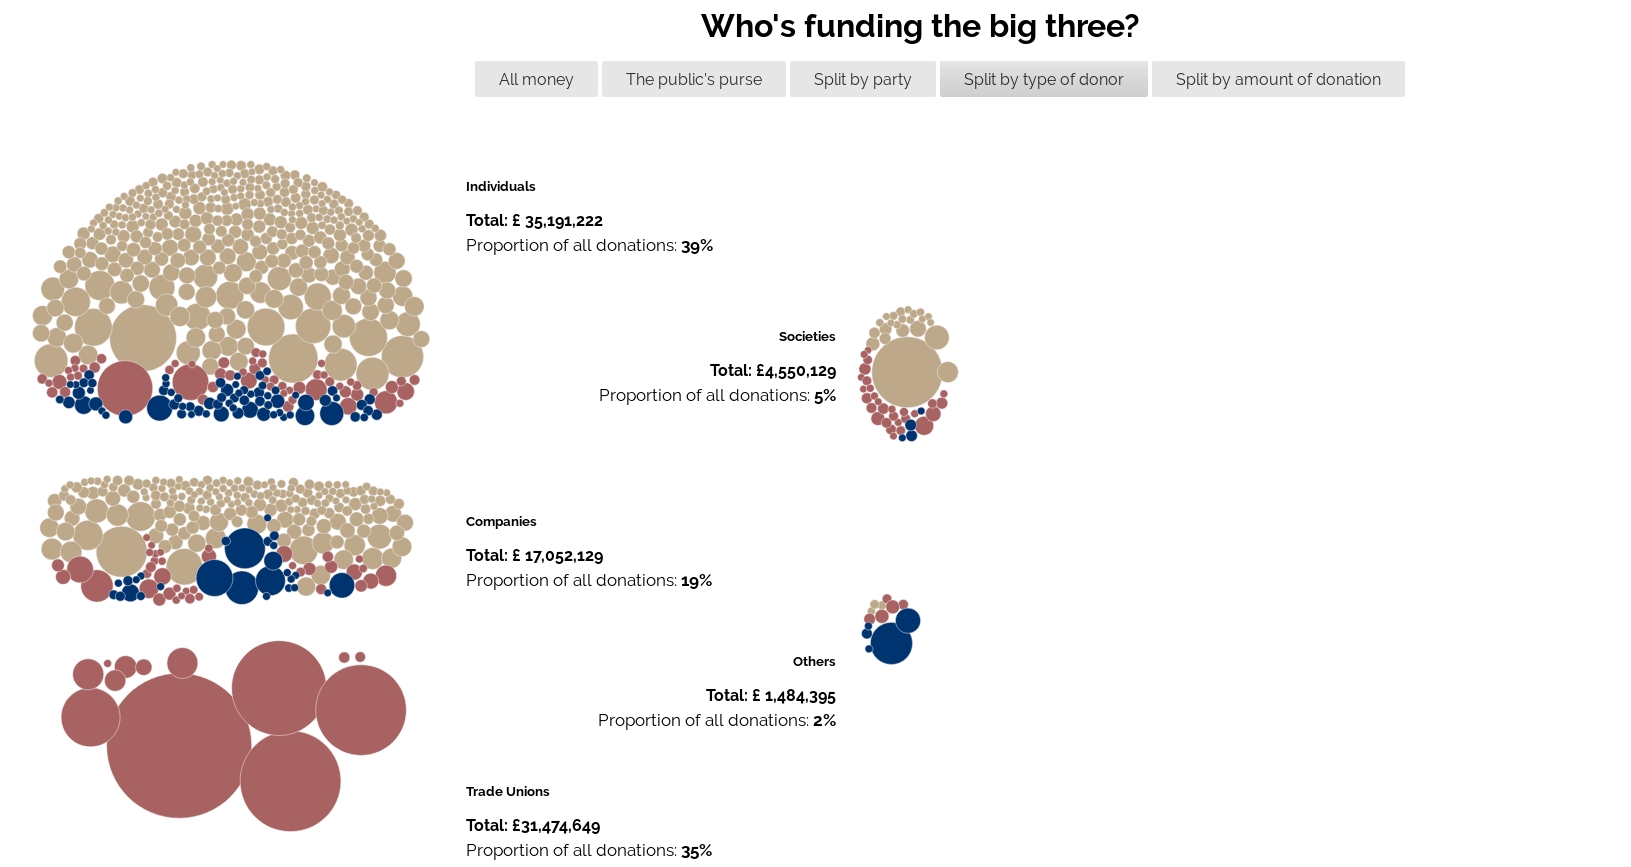 Who's funding the big three?
All money
The public's purse
Split by party
Split by type of donor
Split by amount of donation
Individuals
Total: £ 35,191,222
Proportion of all donations: 39%
Societies
Total: £4,550,129
Proportion of all donations: 5%
Companies
Total: £ 17,052,129
Proportion of all donations: 19%
Others
Total: £ 1,484,395
Proportion of all donations: 2%
Trade Unions
Total: £31,474,649
Proportion of all donations: 35%